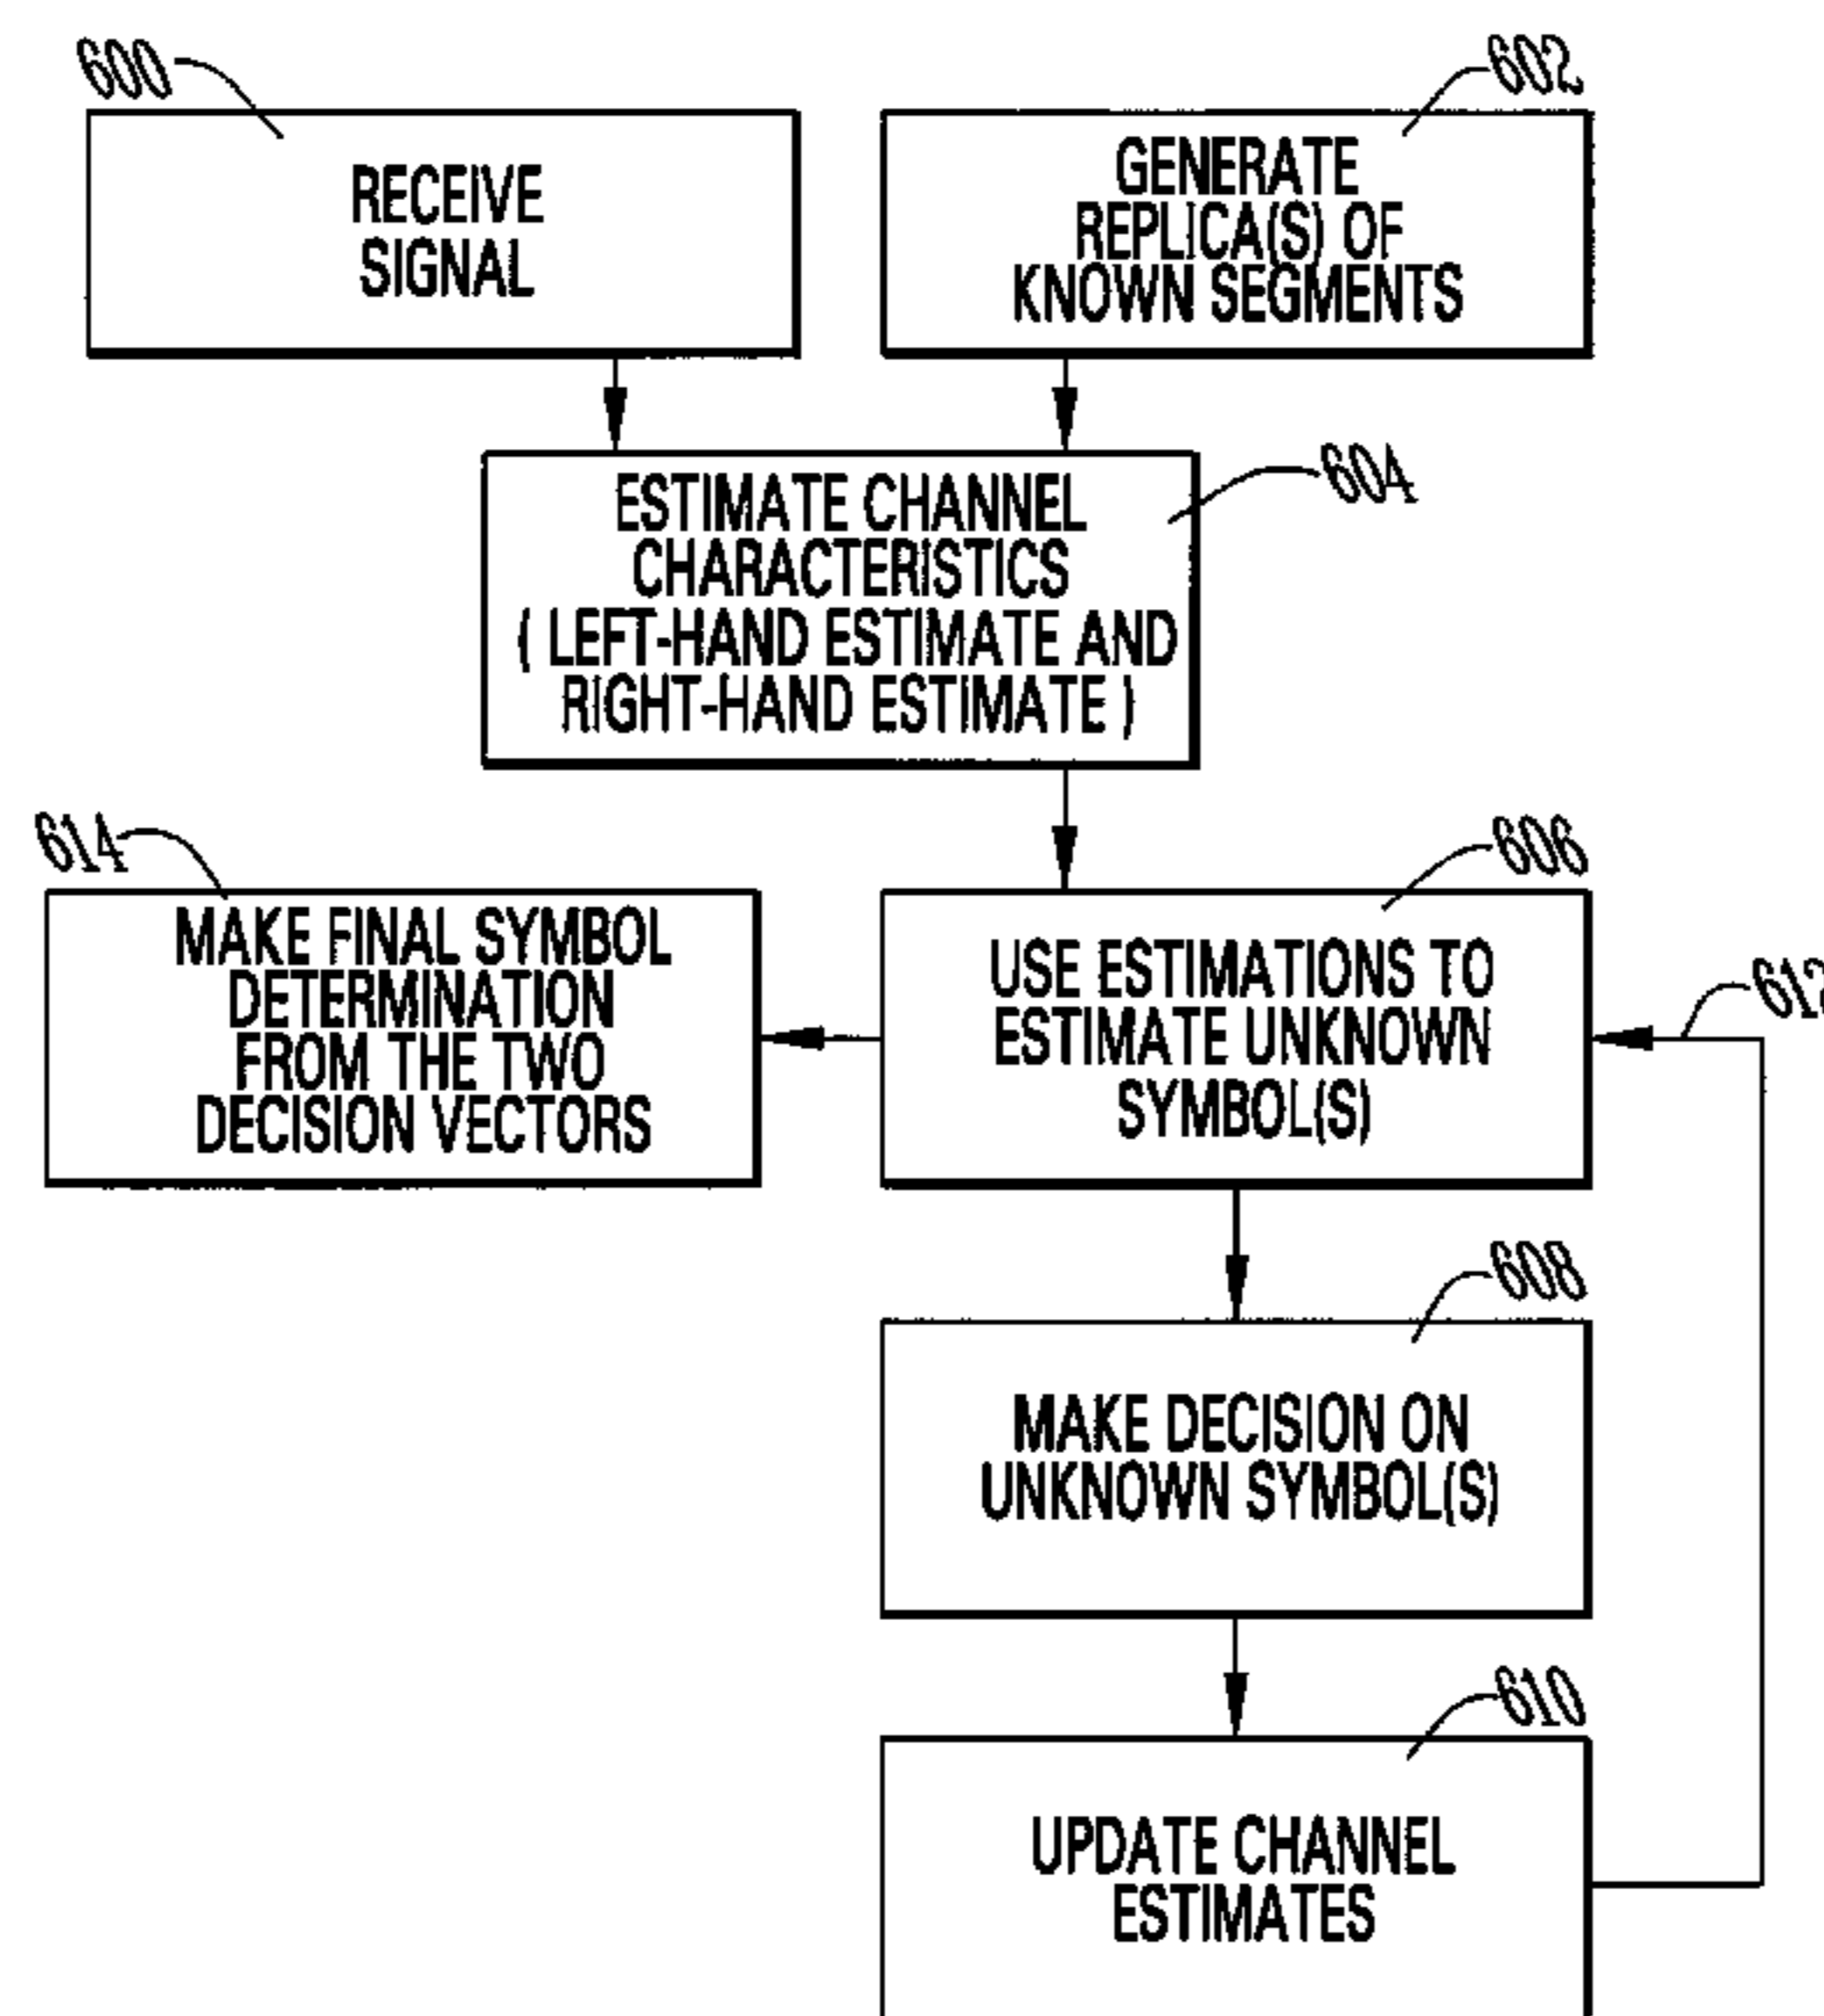 600
RECEIVE
SIGNAL
602
GENERATE
REPLICA(S) OF
KNOWN SEGMENTS
604
ESTIMATE CHANNEL
CHARACTERISTICS
( LEFT-HAND ESTIMATE AND
RIGHT-HAND ESTIMATE )
614
MAKE FINAL SYMBOL
DETERMINATION
FROM THE TWO
DECISION VECTORS
606
USE ESTIMATIONS TO
ESTIMATE UNKNOWN
SYMBOL(S)
612
608
MAKE DECISION ON
UNKNOWN SYMBOL(S)
610
UPDATE CHANNEL
ESTIMATES